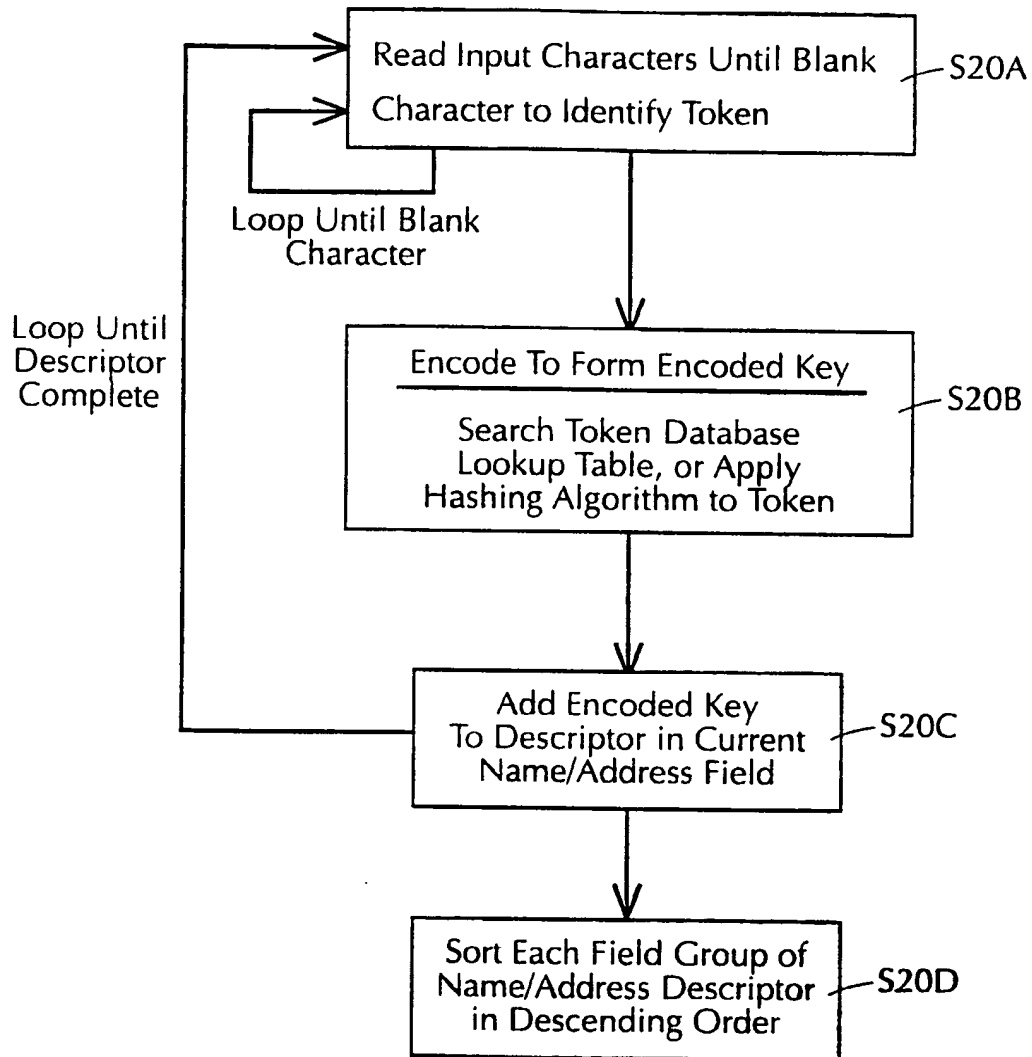 Read Input Characters Until Blank
Character to Identify Token
S20A
Loop Until Blank
Character
Loop Until
Descriptor
Complete
Encode To Form Encoded Key
Search Token Database
Lookup Table, or Apply
Hashing Algorithm to Token
S20B
Add Encoded Key
To Descriptor in Current
Name/Address Field
S20C
Sort Each Field Group of
Name/Address Descriptor
in Descending Order
S20D